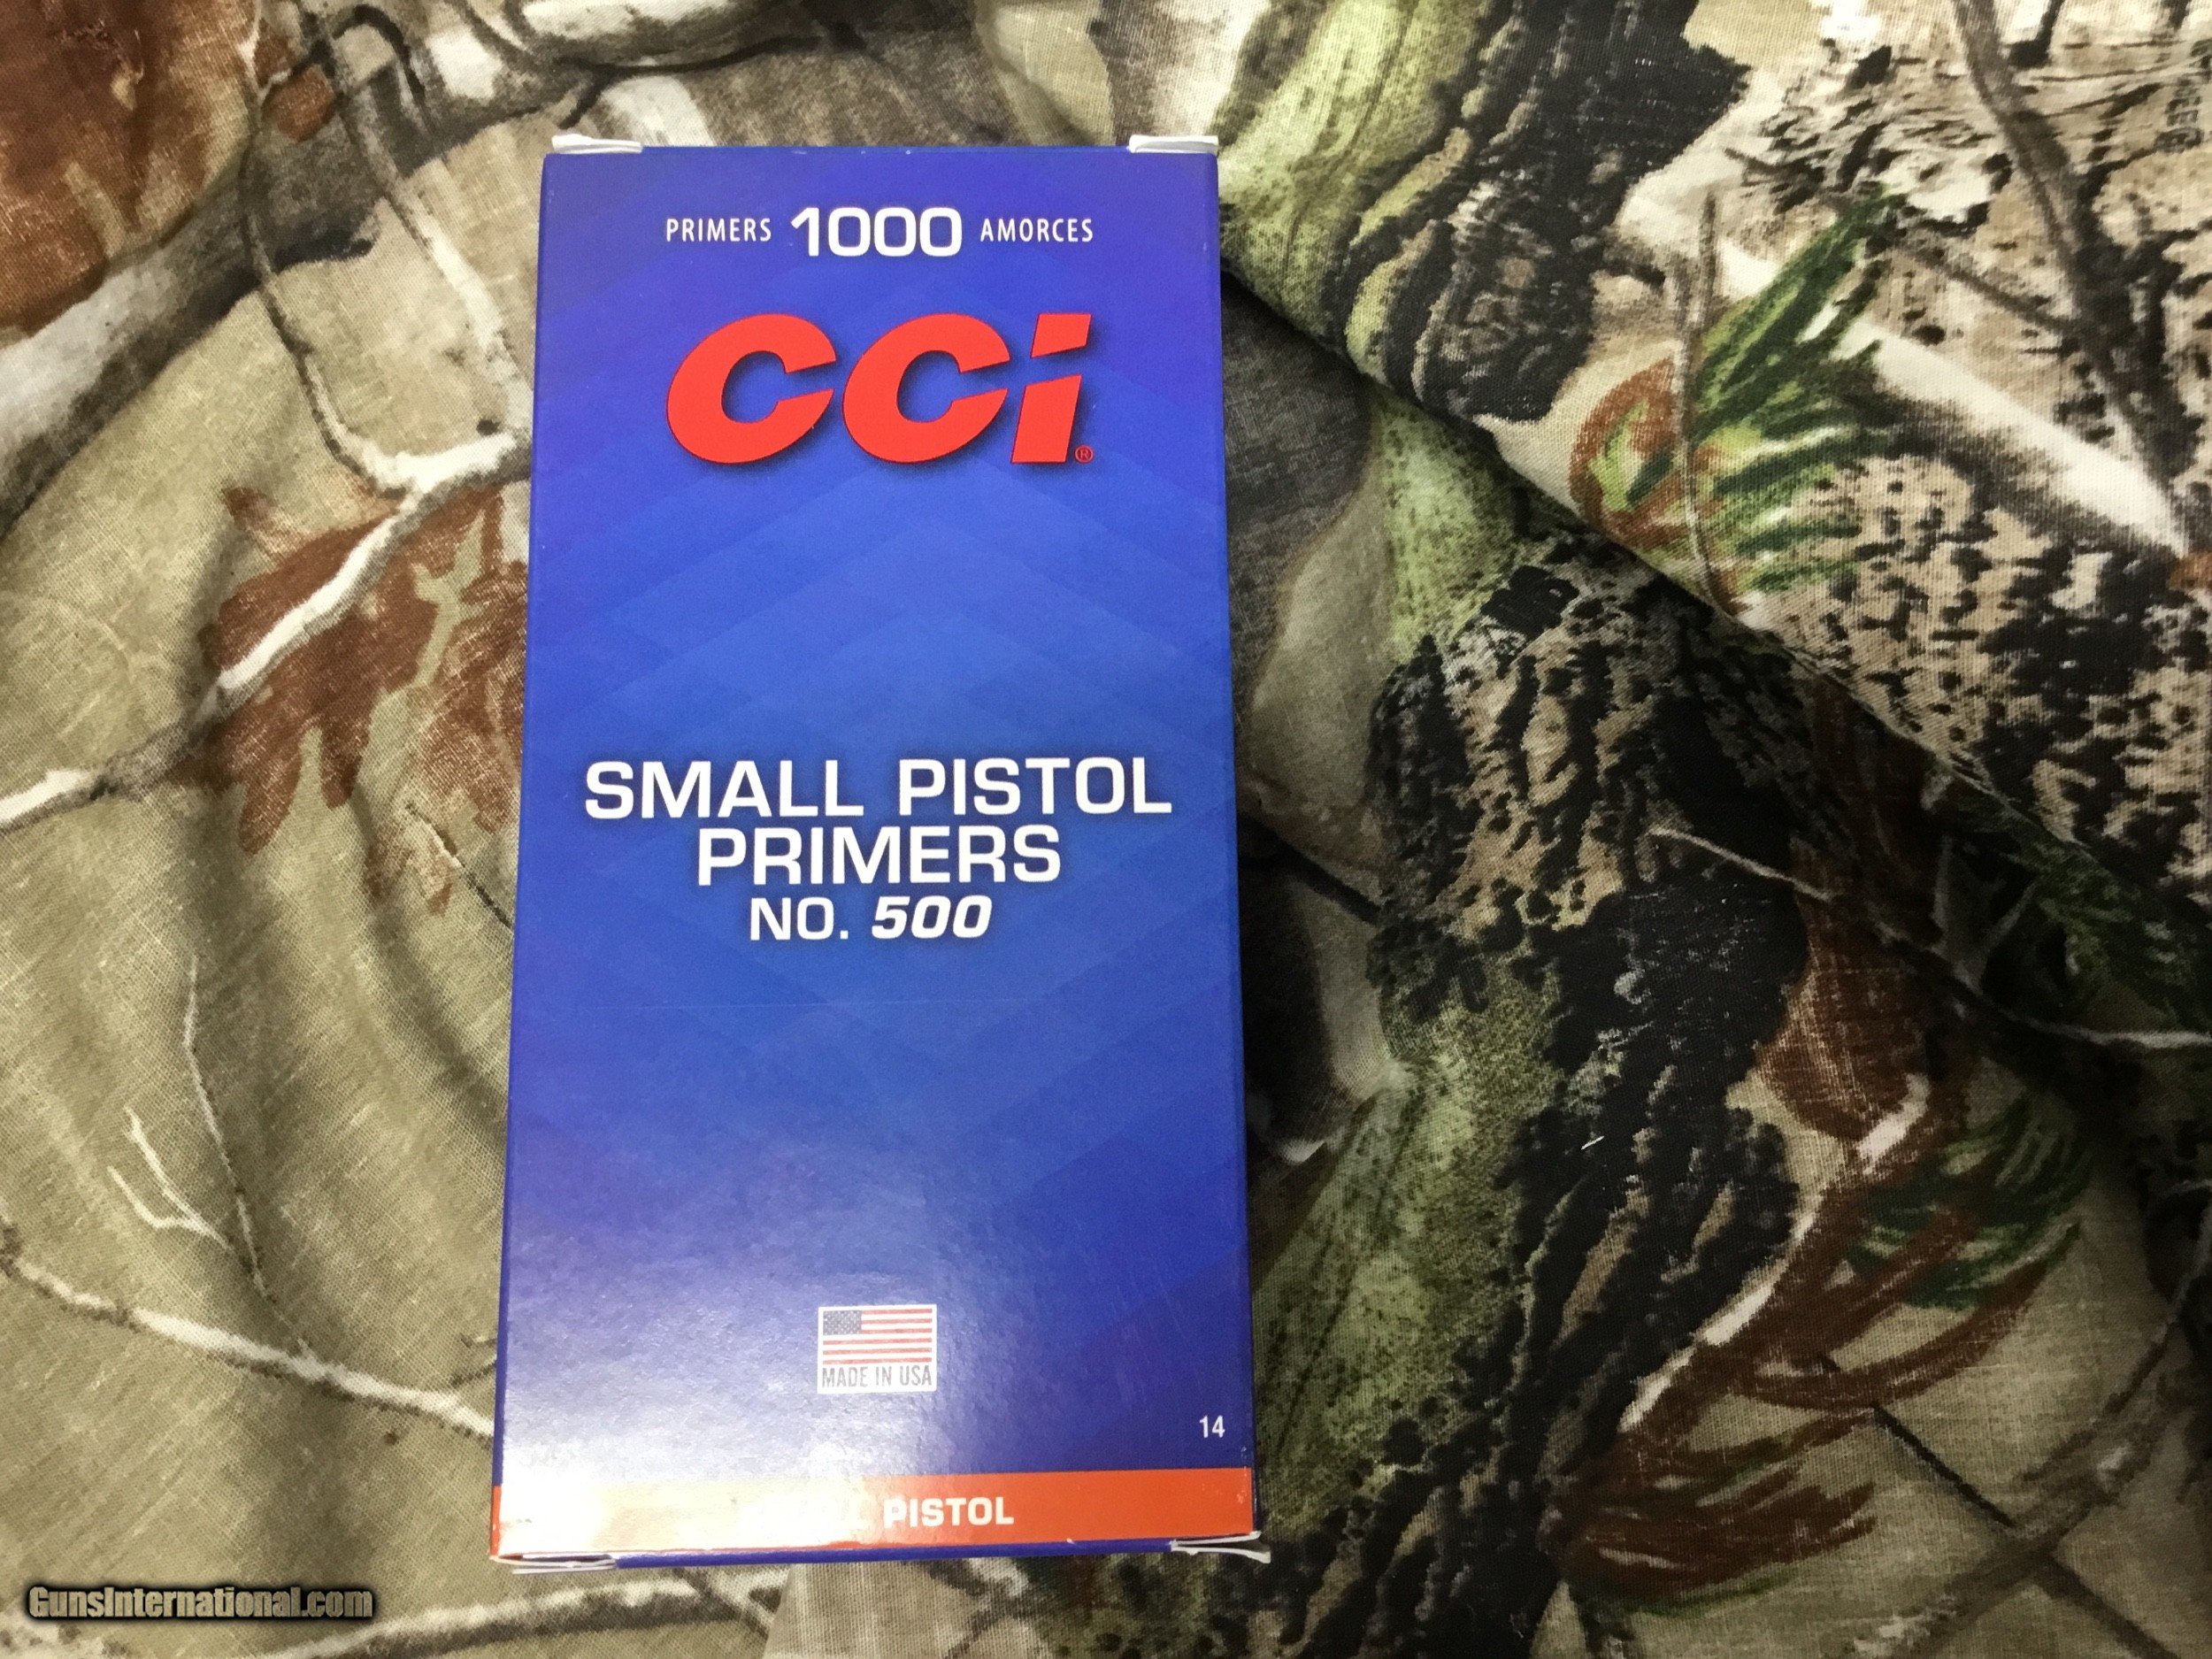 PRIMERS 1000 AMORCES
CCI®
SMALL PISTOL
PRIMERS
NO. 500
MADE IN USA
14
PISTOL
GunsInternational.com